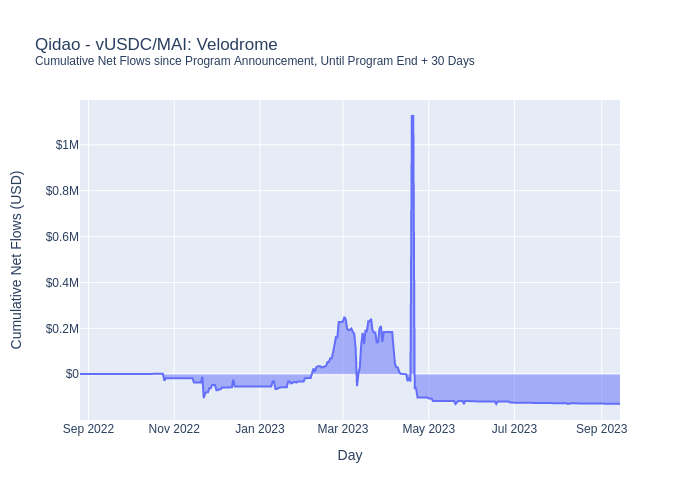 Qidao - vUSDC/MAI: Velodrome
Cumulative Net Flows since Program Announcement, Until Program End + 30 Days
Cumulative Net Flows (USD)
$1M
$0.8M
$0.6M
$0.4M
$0.2M
$0
Sep 2022 Nov 2022 Jan 2023 Mar 2023 May 2023 Jul 2023 Sep 2023
Day